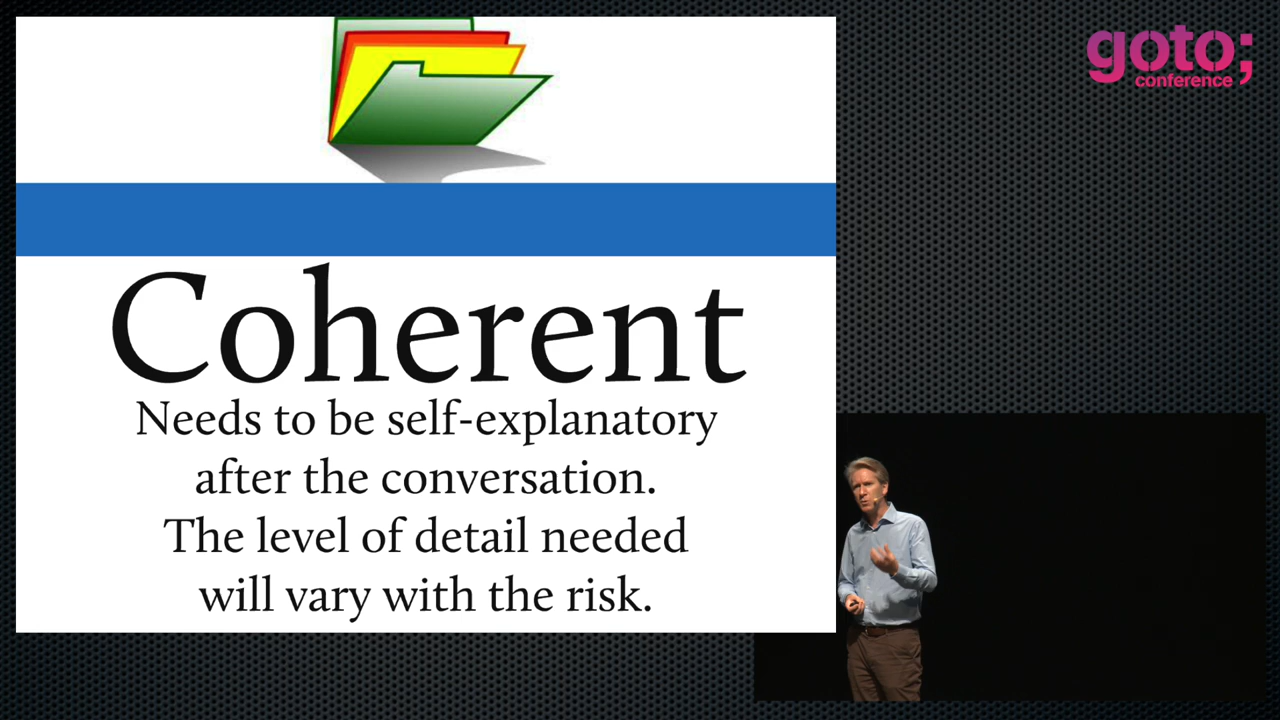 goto;
conference
Coherent
Needs to be self-explanatory
after the conversation.
The level of detail needed
will vary with the risk.